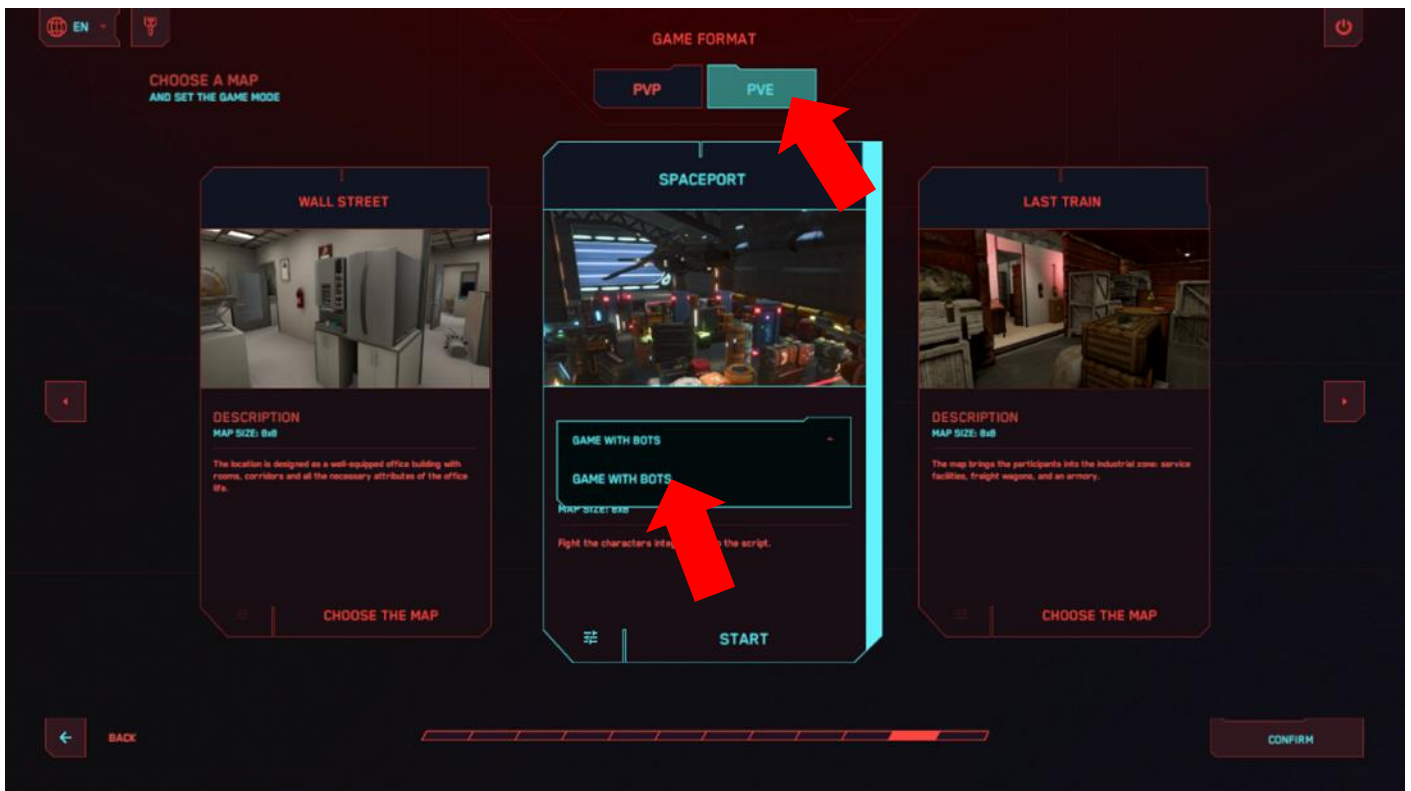 EN
GAME FORMAT
CHOOSE A MAP
AND SET THE GAME MODE
PVP
PVE
WALL STREET
SPACEPORT
LAST TRAIN
DESCRIPTION
MAP SIZE: 8x8
The location is designed as a well-equipped office building with
rooms, corridors and all the necessary attributes of the office
life.
GAME WITH BOTS
GAME WITH BOTS
MAP SIZE: 8x8
Fight the characters the script.
DESCRIPTION
MAP SIZE: 8x8
The map brings the participants into the industrial zone: service
facilities, freight wagons, and an armory.
CHOOSE THE MAP
START
CHOOSE THE MAP
BACK
CONFIRM